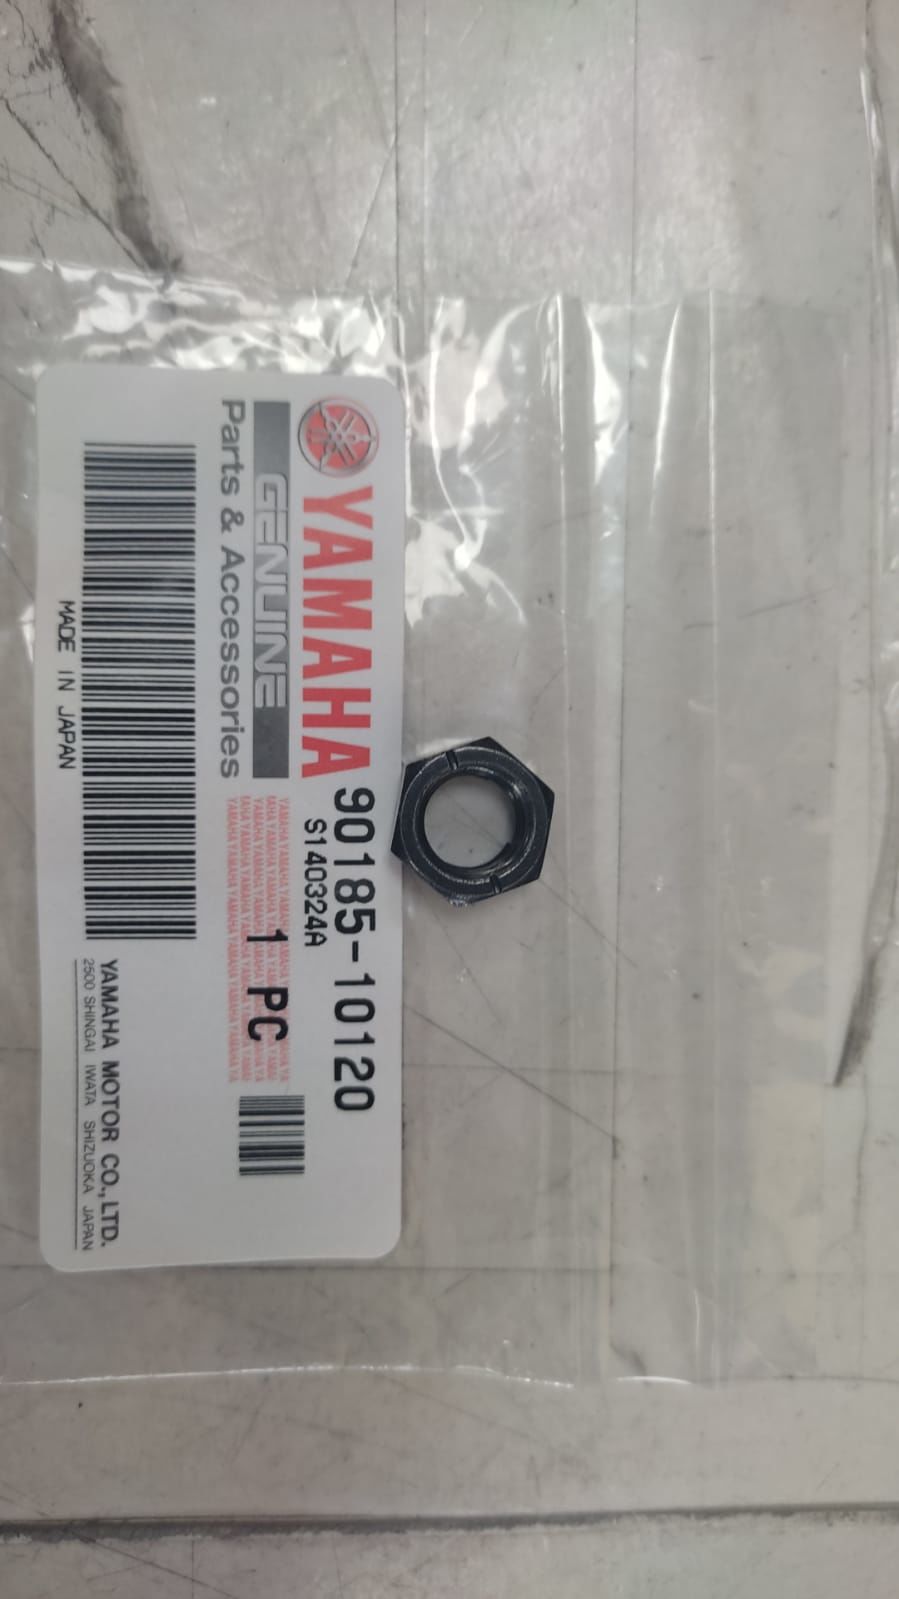 YAMAHA
GENUINE
Parts & Accessories
90185-10120
S140324A
1 PC
MADE IN JAPAN
YAMAHA MOTOR CO.,LTD.
2500 SHINGAI IWATA SHIZUOKA JAPAN